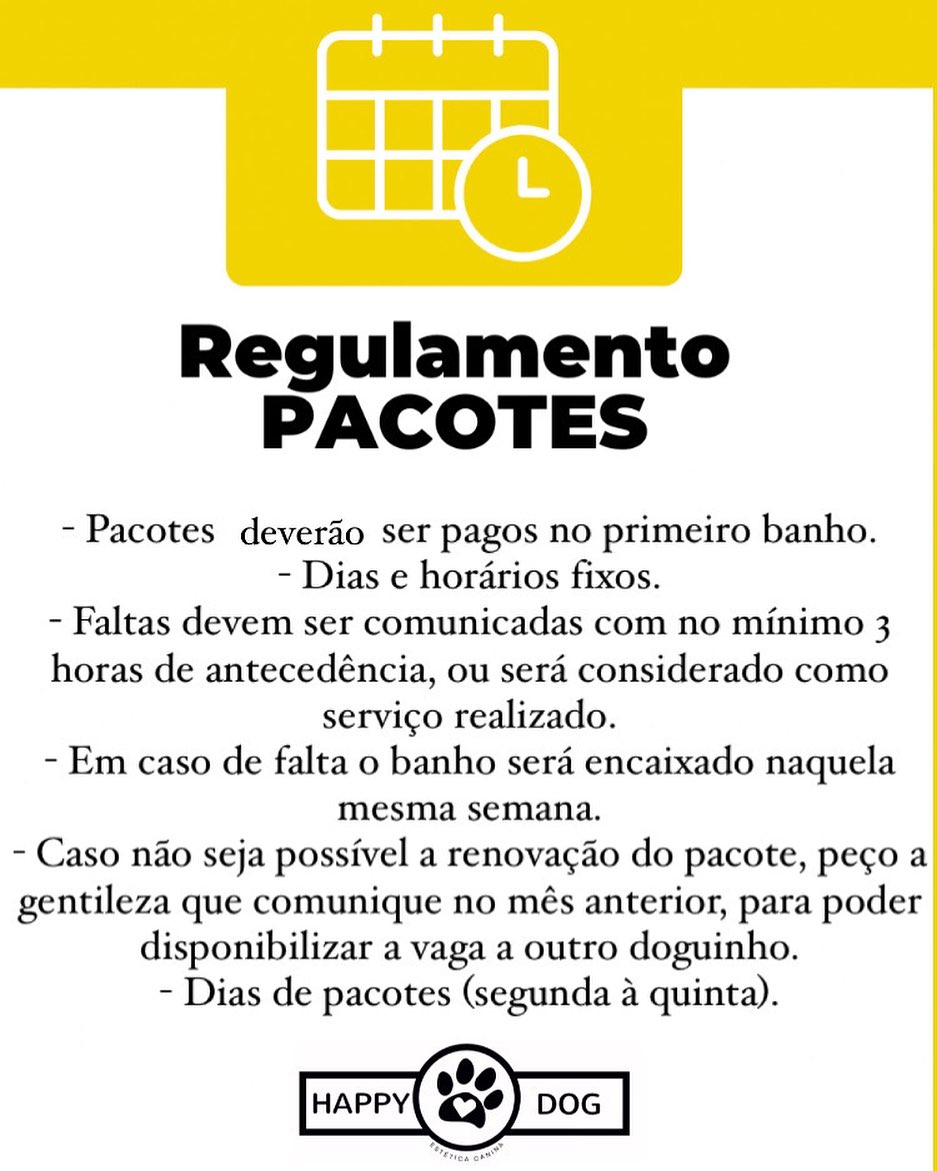 Regulamento
PACOTES
- Pacotes deverão ser pagos no primeiro banho.
- Dias e horários fixos.
- Faltas devem ser comunicadas com no mínimo 3
horas de antecedência, ou será considerado como
serviço realizado.
- Em caso de falta o banho será encaixado naquela
mesma semana.
- Caso não seja possível a renovação do pacote, peço a
gentileza que comunique no mês anterior, para poder
disponibilizar a vaga a outro doguinho.
- Dias de pacotes (segunda à quinta).
HAPPY DOG
ESTÉTICA CANINA